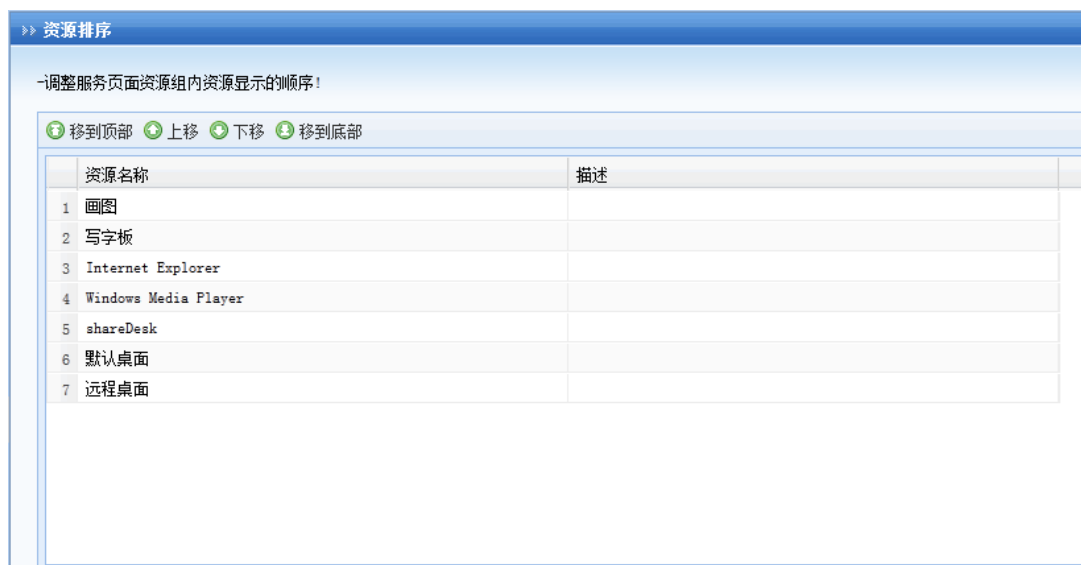 资源排序
-调整服务页面资源组内资源显示的顺序!
移到顶部 上移 下移 移到底部
资源名称 描述
1 画图
2 写字板
3 Internet Explorer
4 Windows Media Player
5 shareDesk
6 默认桌面
7 远程桌面